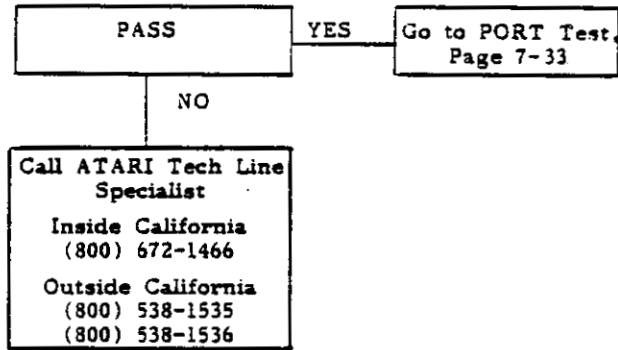 PASS
YES
Go to PORT Test.
Page 7-33
NO
Call ATARI Tech Line
Specialist
Inside California
(800) 672-1466
Outside California
(800) 538-1535
(800) 538-1536